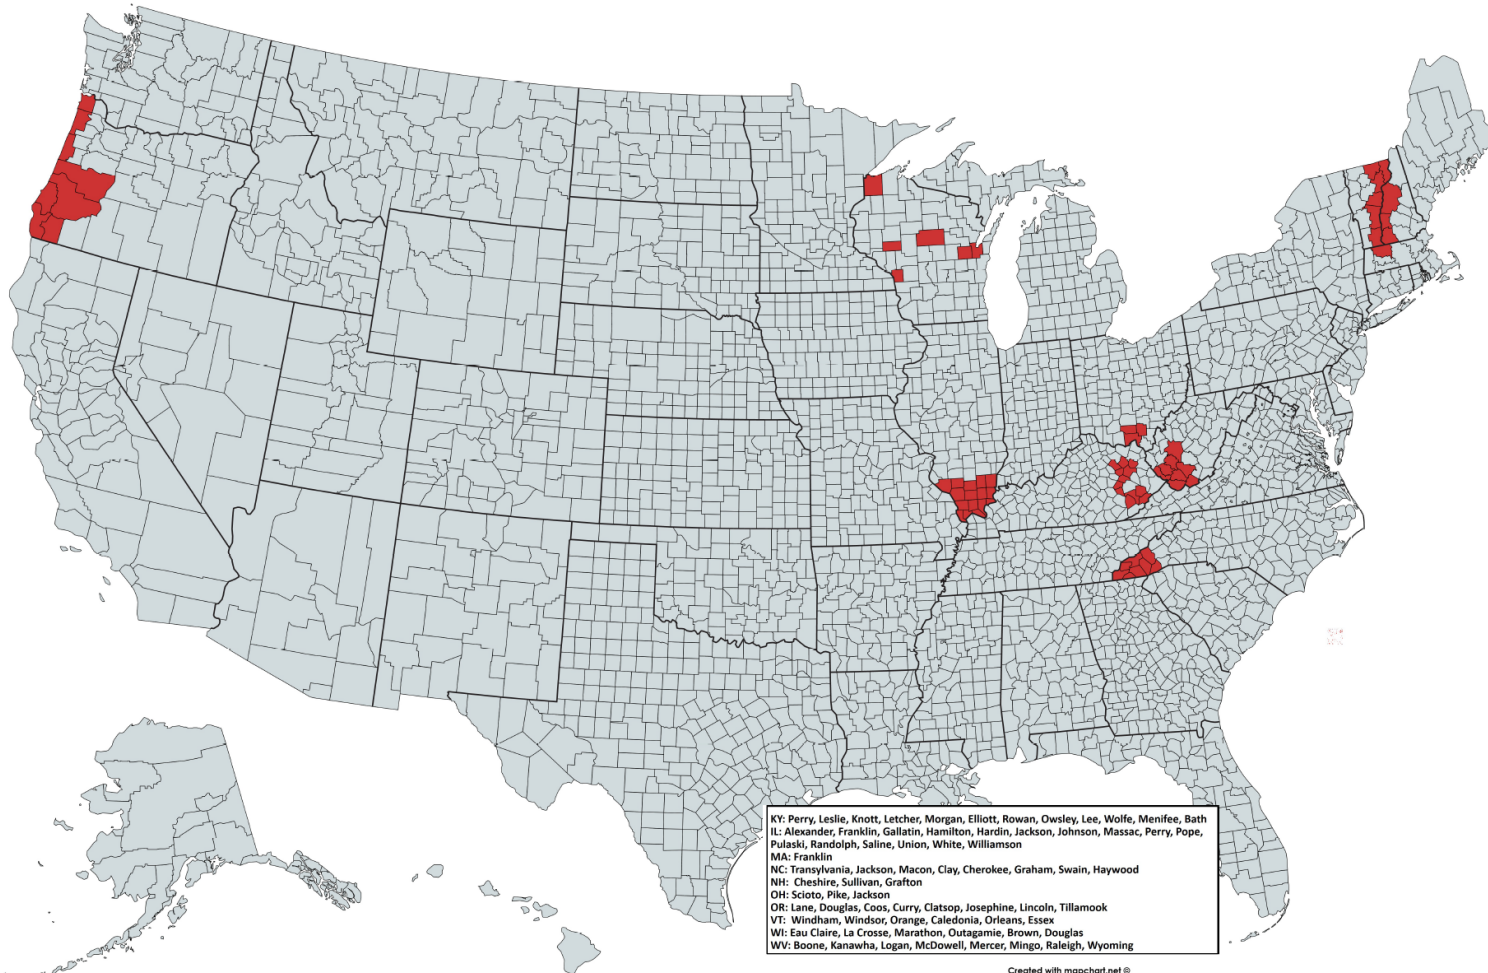 KY: Perry, Leslie, Knott, Letcher, Morgan, Elliott, Rowan, Owsley, Lee, Wolfe, Menifee, Bath
IL: Alexander, Franklin, Gallatin, Hamilton, Hardin, Jackson, Johnson, Massac, Perry, Pope,
Pulaski, Randolph, Saline, Union, White, Williamson
MA: Franklin
NC: Transylvania, Jackson, Macon, Clay, Cherokee, Graham, Swain, Haywood
NH: Cheshire, Sullivan, Grafton
OH: Scioto, Pike, Jackson
OR: Lane, Douglas, Coos, Curry, Clatsop, Josephine, Lincoln, Tillamook
VT: Windham, Windsor, Orange, Caledonia, Orleans, Essex
WI: Eau Claire, La Crosse, Marathon, Outagamie, Brown, Douglas
WV: Boone, Kanawha, Logan, McDowell, Mercer, Mingo, Raleigh, Wyoming
Created with mapchart.net ©